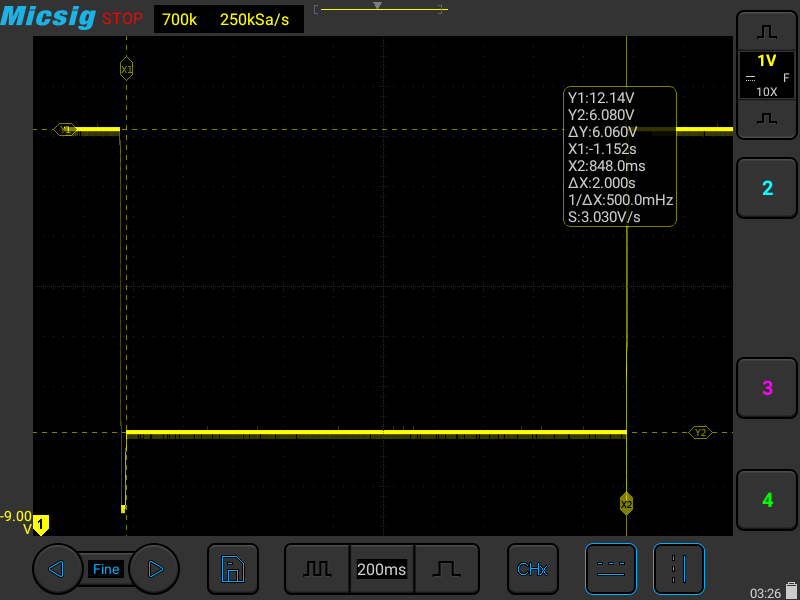 Micsig STOP 700k 250kSa/s
X1
1V
F
10X
Y1
Y1:12.14V
Y2:6.080V
ΔY:6.060V
X1:-1.152s
X2:848.0ms
ΔX:2.000s
1/ΔX:500.0mHz
S:3.030V/s
2
3
Y2
X2
4
-9.00
V
1
Fine
200ms
CHx
03:26